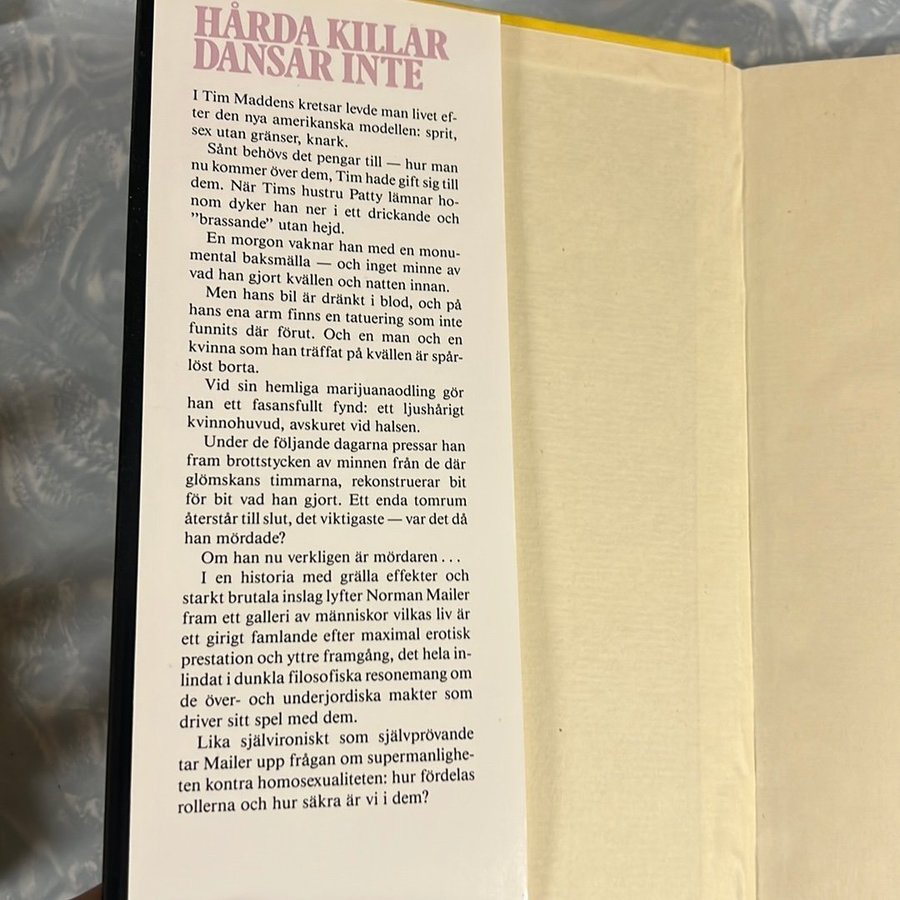 HÅRDA KILLAR
DANSAR INTE
I Tim Maddens kretsar levde man livet ef-
ter den nya amerikanska modellen: sprit,
sex utan gränser, knark.
Sånt behövs det pengar till — hur man
nu kommer över dem, Tim hade gift sig till
dem. När Tims hustru Patty lämnar ho-
nom dyker han ner i ett drickande och
”brassande” utan hejd.
En morgon vaknar han med en monu-
mental baksmälla — och inget minne av
vad han gjort kvällen och natten innan.
Men hans bil är dränkt i blod, och på
hans ena arm finns en tatuering som inte
funnits där förut. Och en man och en
kvinna som han träffat på kvällen är spår-
löst borta.
Vid sin hemliga marijuanaodling gör
han ett fasansfullt fynd: ett ljushårigt
kvinnohuvud, avskuret vid halsen.
Under de följande dagarna pressar han
fram brottstycken av minnen från de där
glömskans timmarna, rekonstruerar bit
för bit vad han gjort. Ett enda tomrum
återstår till slut, det viktigaste — var det då
han mördade?
Om han nu verkligen är mördaren . . .
I en historia med grälla effekter och
starkt brutala inslag lyfter Norman Mailer
fram ett galleri av människor vilkas liv är
ett girigt famlande efter maximal erotisk
prestation och yttre framgång, det hela in-
lindat i dunkla filosofiska resonemang om
de över- och underjordiska makter som
driver sitt spel med dem.
Lika självironiskt som självprövande
tar Mailer upp frågan om supermanlighe-
ten kontra homosexualiteten: hur fördelas
rollerna och hur säkra är vi i dem?